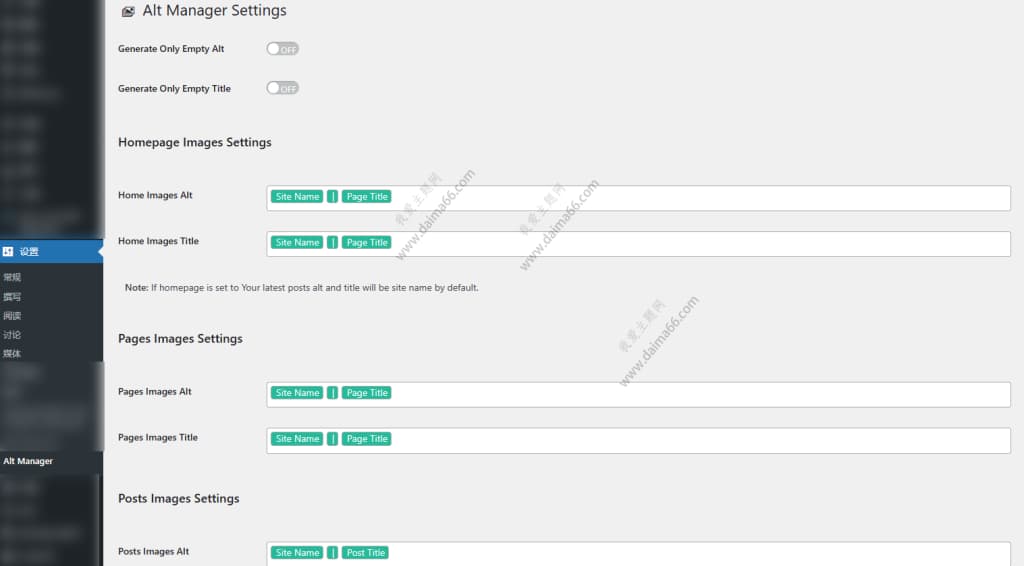 Alt Manager Settings
Generate Only Empty Alt OFF
Generate Only Empty Title OFF
Homepage Images Settings
Home Images Alt Site Name | Page Title
Home Images Title Site Name | Page Title
Note: If homepage is set to Your latest posts alt and title will be site name by default.
Pages Images Settings
Pages Images Alt Site Name | Page Title
Pages Images Title Site Name | Page Title
Posts Images Settings
Posts Images Alt Site Name | Post Title
设置
常规
撰写
阅读
讨论
媒体
Alt Manager
我爱主题网
www.daima66.com
我爱主题网
www.daima66.com
我爱主题网
www.daima66.com